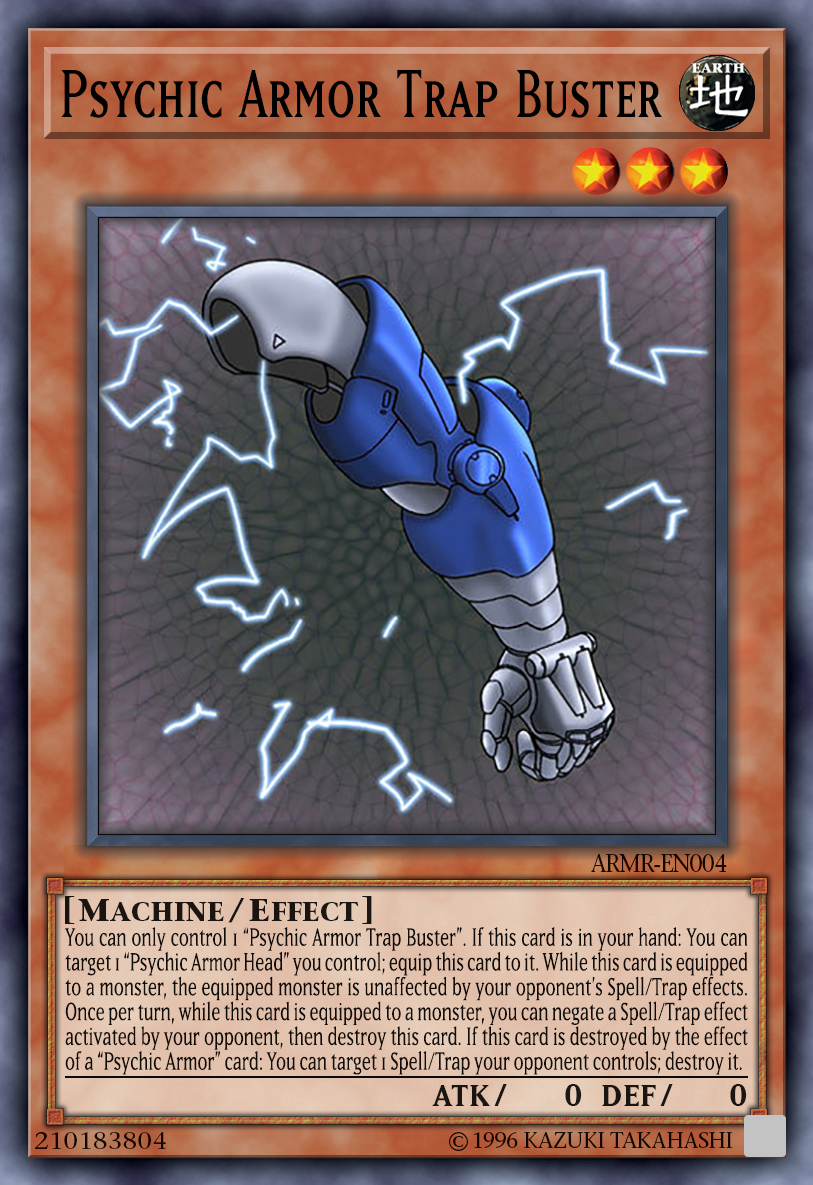 Psychic Armor Trap Buster
EARTH
地
ARMR-EN004
[Machine/Effect]
You can only control 1 “Psychic Armor Trap Buster”. If this card is in your hand: You can
target 1 “Psychic Armor Head” you control; equip this card to it. While this card is equipped
to a monster, the equipped monster is unaffected by your opponent’s Spell/Trap effects.
Once per turn, while this card is equipped to a monster, you can negate a Spell/Trap effect
activated by your opponent, then destroy this card. If this card is destroyed by the effect
of a “Psychic Armor” card: You can target 1 Spell/Trap your opponent controls; destroy it.
ATK/ 0 DEF/ 0
210183804
© 1996 KAZUKI TAKAHASHI